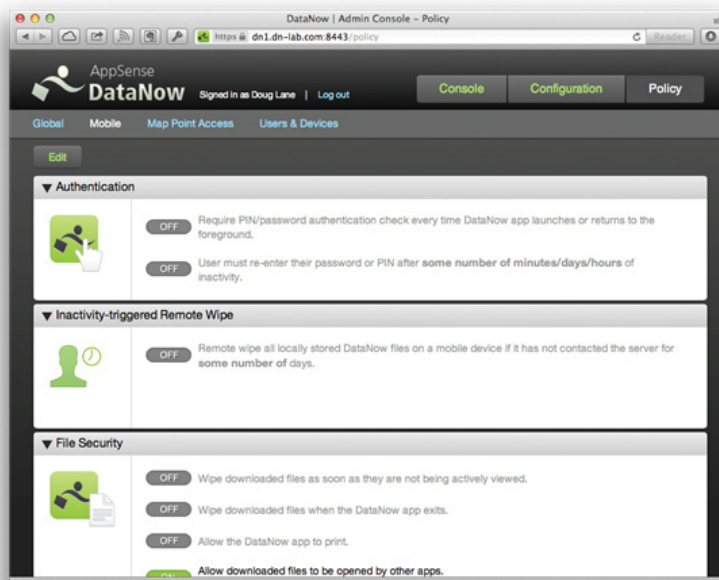 DataNow | Admin Console – Policy
https dn1.dn-lab.com:8443/policy
Reader
AppSense
DataNow
Signed in as Doug Lane | Log out
Console
Configuration
Policy
Global
Mobile
Map Point Access
Users & Devices
Edit
Authentication
OFF
Require PIN/password authentication check every time DataNow app launches or returns to the
foreground.
OFF
User must re-enter their password or PIN after some number of minutes/days/hours of
inactivity.
Inactivity-triggered Remote Wipe
OFF
Remote wipe all locally stored DataNow files on a mobile device if it has not contacted the server for
some number of days.
File Security
OFF
Wipe downloaded files as soon as they are not being actively viewed.
OFF
Wipe downloaded files when the DataNow app exits.
OFF
Allow the DataNow app to print.
ON
Allow downloaded files to be opened by other apps.